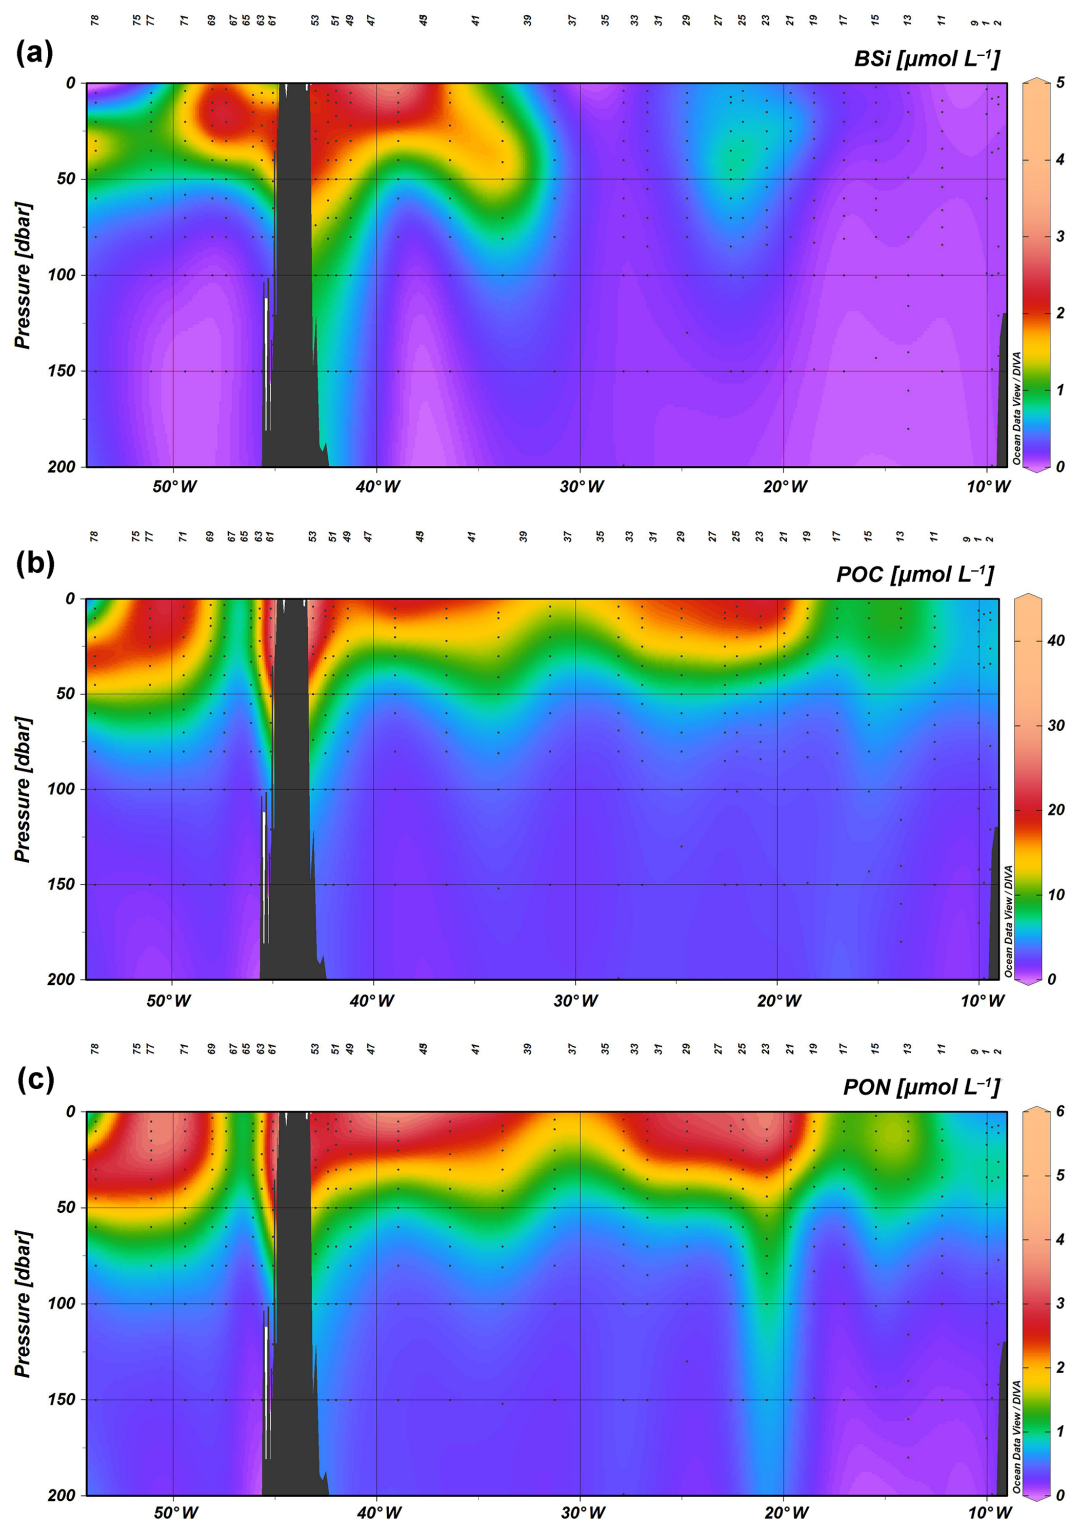 78 75 77 71 69 67 65 63 61 53 51 49 47 45 41 39 37 35 33 31 29 27 25 23 21 19 17 15 13 11 9 1 2
(a)
BSi [µmol L⁻¹]
0
50
100
150
200
Pressure [dbar]
50°W 40°W 30°W 20°W 10°W
Ocean Data View / DIVA
5
4
3
2
1
0
78 75 77 71 69 67 65 63 61 53 51 49 47 41 39 37 35 33 31 29 27 25 23 21 19 17 15 13 11 9 1 2
(b)
POC [µmol L⁻¹]
0
50
100
150
200
Pressure [dbar]
50°W 40°W 30°W 20°W 10°W
Ocean Data View / DIVA
40
30
20
10
0
78 75 77 71 69 67 65 63 61 53 51 49 47 41 39 37 35 33 31 29 27 25 23 21 19 17 15 13 11 9 1 2
(c)
PON [µmol L⁻¹]
0
50
100
150
200
Pressure [dbar]
50°W 40°W 30°W 20°W 10°W
Ocean Data View / DIVA
6
5
4
3
2
1
0